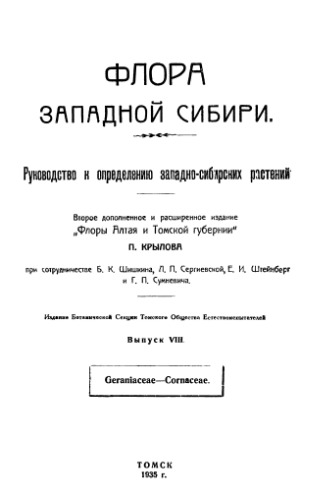 ФЛОРА
ЗАПАДНОЙ СИБИРИ.
Руководство к определению западно-сибирских растений
Второе дополненное и расширенное издание
„Флоры Алтая и Томской губернии"
П. КРЫЛОВА
при сотрудничестве Б. К. Шишкина, Л. П. Сергиевской, Е. И. Штейнберг
и Г. П. Сумневича.
Издание Ботанической Секции Томского Общества Естествоиспытателей
Выпуск VIII.
Geraniaceae—Cornaceae.
ТОМСК
1935 г.